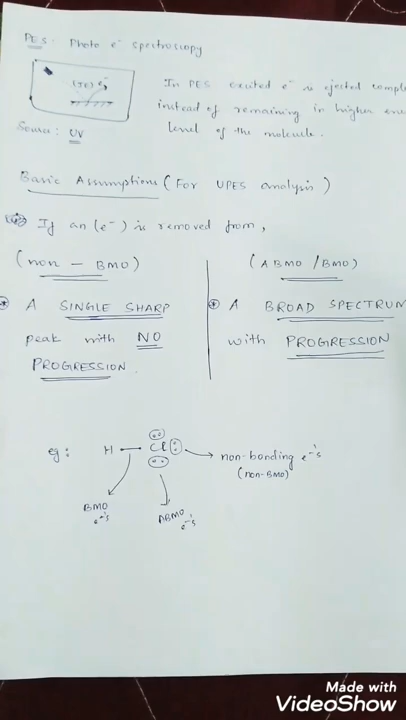 PES - Photo e⁻ spectroscopy
(IE) e⁻
In PES excited e⁻ is ejected compl
instead of remaining in higher ene
level of the molecule.
Source: UV
Basic Assumptions (For UPES analysis)
If an (e⁻) is removed from,
(non - BMO)
(ABMO / BMO)
A SINGLE SHARP
peak with NO
PROGRESSION.
A BROAD SPECTRUM
with PROGRESSION
eg: H Cl
non-bonding e⁻'s
(non-BMO)
BMO
e⁻'s
ABMO
e⁻'s
Made with
VideoShow